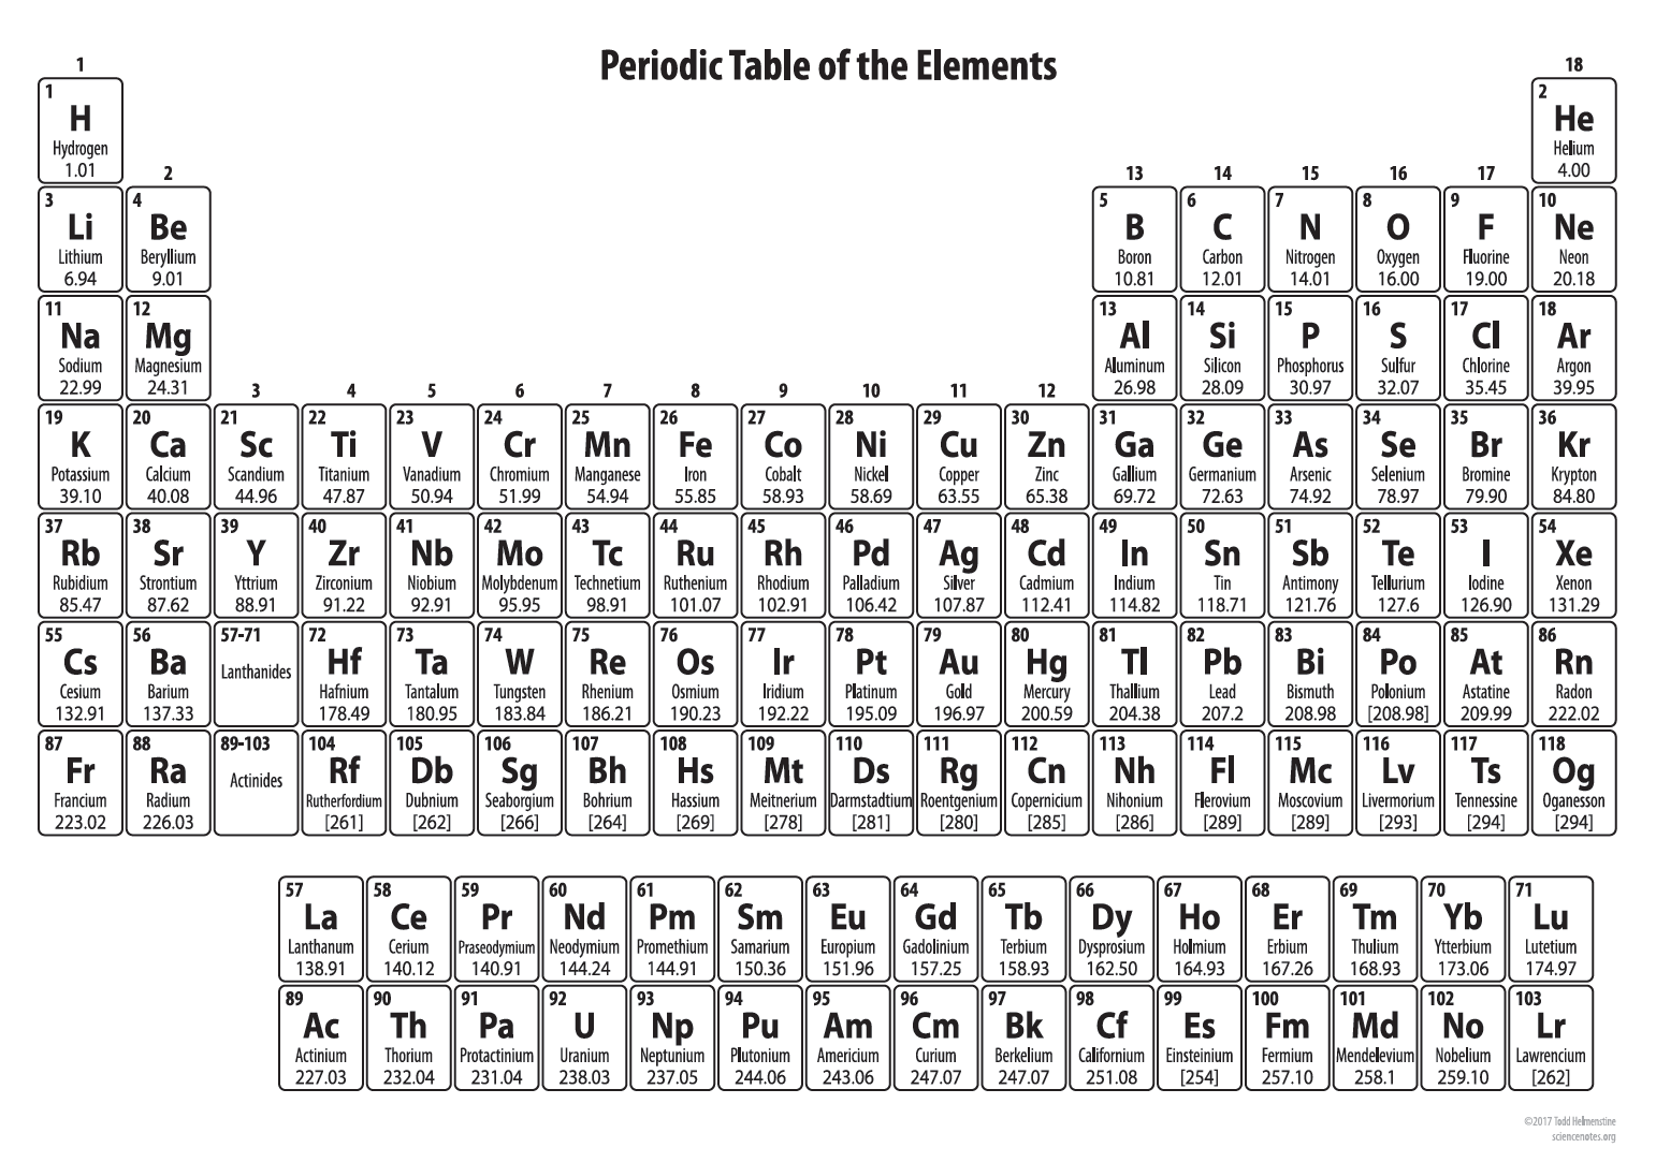 Periodic Table of the Elements
1 18
1 2
H He
Hydrogen Helium
1.01 4.00
2 13 14 15 16 17
3 4 5 6 7 8 9 10
Li Be B C N O F Ne
Lithium Beryllium Boron Carbon Nitrogen Oxygen Fluorine Neon
6.94 9.01 10.81 12.01 14.01 16.00 19.00 20.18
11 12 13 14 15 16 17 18
Na Mg Al Si P S Cl Ar
Sodium Magnesium Aluminum Silicon Phosphorus Sulfur Chlorine Argon
22.99 24.31 26.98 28.09 30.97 32.07 35.45 39.95
3 4 5 6 7 8 9 10 11 12
19 20 21 22 23 24 25 26 27 28 29 30 31 32 33 34 35 36
K Ca Sc Ti V Cr Mn Fe Co Ni Cu Zn Ga Ge As Se Br Kr
Potassium Calcium Scandium Titanium Vanadium Chromium Manganese Iron Cobalt Nickel Copper Zinc Gallium Germanium Arsenic Selenium Bromine Krypton
39.10 40.08 44.96 47.87 50.94 51.99 54.94 55.85 58.93 58.69 63.55 65.38 69.72 72.63 74.92 78.97 79.90 84.80
37 38 39 40 41 42 43 44 45 46 47 48 49 50 51 52 53 54
Rb Sr Y Zr Nb Mo Tc Ru Rh Pd Ag Cd In Sn Sb Te I Xe
Rubidium Strontium Yttrium Zirconium Niobium Molybdenum Technetium Ruthenium Rhodium Palladium Silver Cadmium Indium Tin Antimony Tellurium Iodine Xenon
85.47 87.62 88.91 91.22 92.91 95.95 98.91 101.07 102.91 106.42 107.87 112.41 114.82 118.71 121.76 127.6 126.90 131.29
55 56 57-71 72 73 74 75 76 77 78 79 80 81 82 83 84 85 86
Cs Ba Lanthanides Hf Ta W Re Os Ir Pt Au Hg Tl Pb Bi Po At Rn
Cesium Barium Hafnium Tantalum Tungsten Rhenium Osmium Iridium Platinum Gold Mercury Thallium Lead Bismuth Polonium Astatine Radon
132.91 137.33 178.49 180.95 183.84 186.21 190.23 192.22 195.09 196.97 200.59 204.38 207.2 208.98 [208.98] 209.99 222.02
87 88 89-103 104 105 106 107 108 109 110 111 112 113 114 115 116 117 118
Fr Ra Actinides Rf Db Sg Bh Hs Mt Ds Rg Cn Nh Fl Mc Lv Ts Og
Francium Radium Rutherfordium Dubnium Seaborgium Bohrium Hassium Meitnerium Darmstadtium Roentgenium Copernicium Nihonium Flerovium Moscovium Livermorium Tennessine Oganesson
223.02 226.03 [261] [262] [266] [264] [269] [278] [281] [280] [285] [286] [289] [289] [293] [294] [294]
57 58 59 60 61 62 63 64 65 66 67 68 69 70 71
La Ce Pr Nd Pm Sm Eu Gd Tb Dy Ho Er Tm Yb Lu
Lanthanum Cerium Praseodymium Neodymium Promethium Samarium Europium Gadolinium Terbium Dysprosium Holmium Erbium Thulium Ytterbium Lutetium
138.91 140.12 140.91 144.24 144.91 150.36 151.96 157.25 158.93 162.50 164.93 167.26 168.93 173.06 174.97
89 90 91 92 93 94 95 96 97 98 99 100 101 102 103
Ac Th Pa U Np Pu Am Cm Bk Cf Es Fm Md No Lr
Actinium Thorium Protactinium Uranium Neptunium Plutonium Americium Curium Berkelium Californium Einsteinium Fermium Mendelevium Nobelium Lawrencium
227.03 232.04 231.04 238.03 237.05 244.06 243.06 247.07 247.07 251.08 [254] 257.10 258.1 259.10 [262]
©2017 Todd Helmenstine
sciencenotes.org